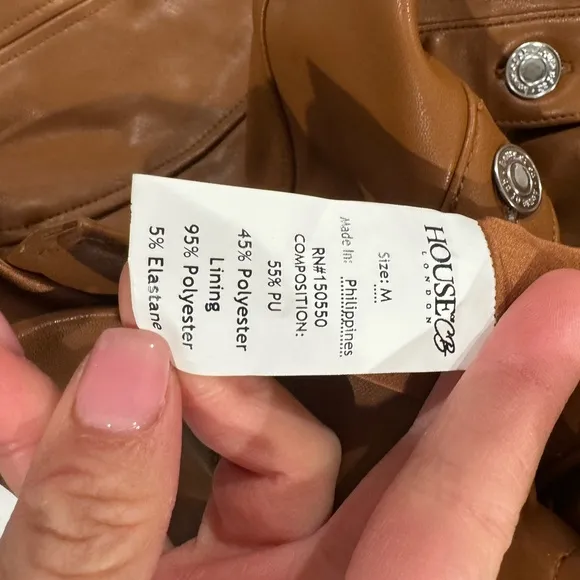 HOUSE CB
LONDON
Size: M
Made In: Philippines
RN#150550
COMPOSITION:
55% PU
45% Polyester
Lining
95% Polyester
5% Elastane